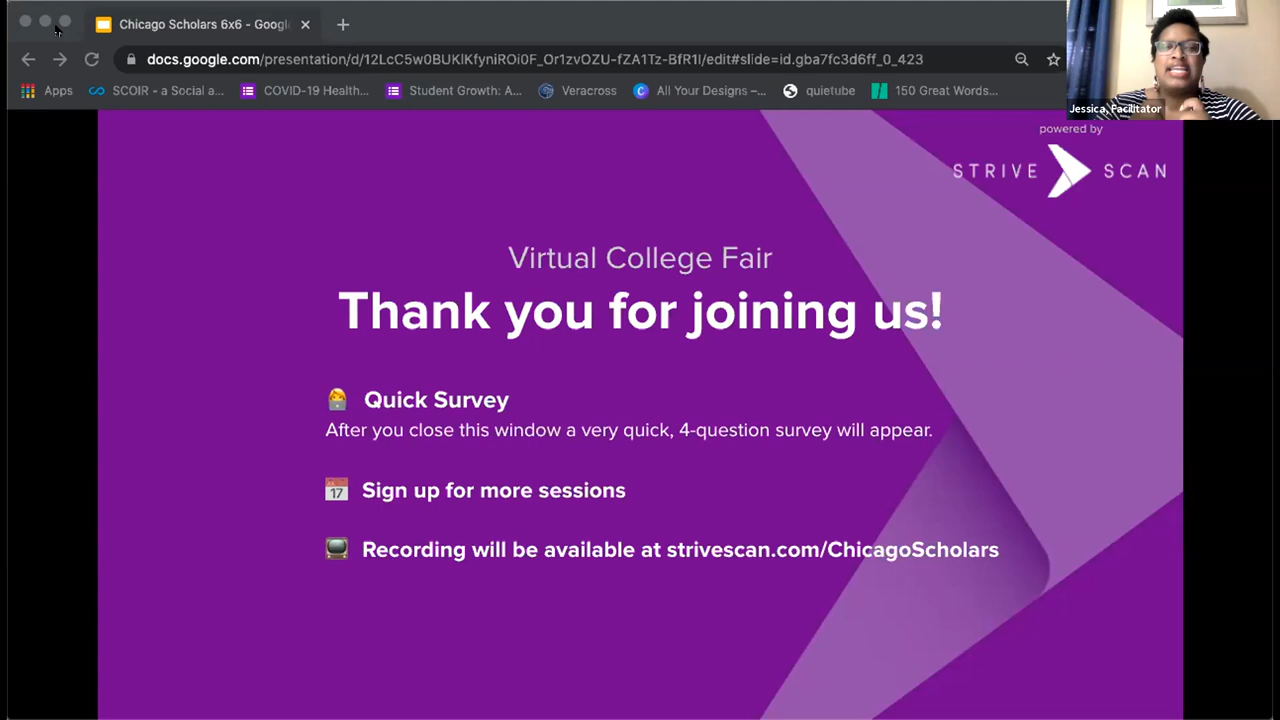 Chicago Scholars 6x6 - Googl
docs.google.com/presentation/d/12LcC5w0BUKlKfyniROi0F_Or1zvOZU-fZA1Tz-BfR1I/edit#slide=id.gba7fc3d6ff_0_423
Apps SCOIR - a Social a... COVID-19 Health... Student Growth: A... Veracross All Your Designs –... quietube 150 Great Words...
Jessica, Facilitator
powered by
STRIVE SCAN
Virtual College Fair
Thank you for joining us!
Quick Survey
After you close this window a very quick, 4-question survey will appear.
17 Sign up for more sessions
Recording will be available at strivescan.com/ChicagoScholars